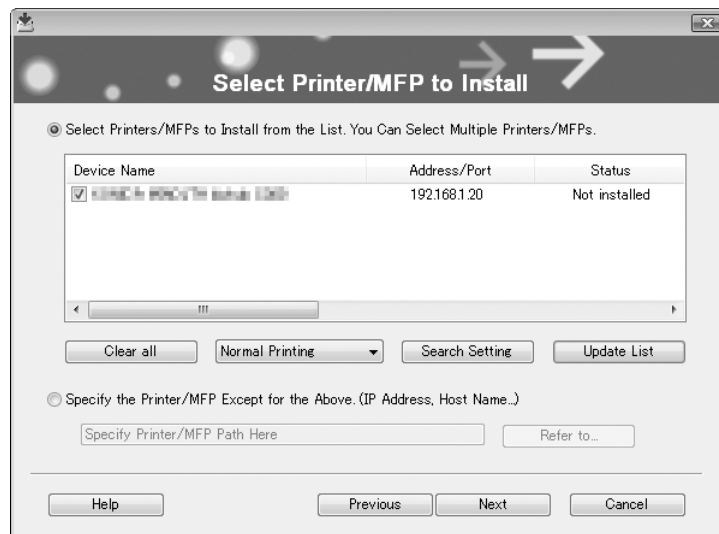 Select Printer/MFP to Install
Select Printers/MFPs to Install from the List. You Can Select Multiple Printers/MFPs.
Device Name Address/Port Status
192.168.1.20 Not installed
Clear all Normal Printing Search Setting Update List
Specify the Printer/MFP Except for the Above. (IP Address, Host Name...)
Specify Printer/MFP Path Here Refer to...
Help Previous Next Cancel